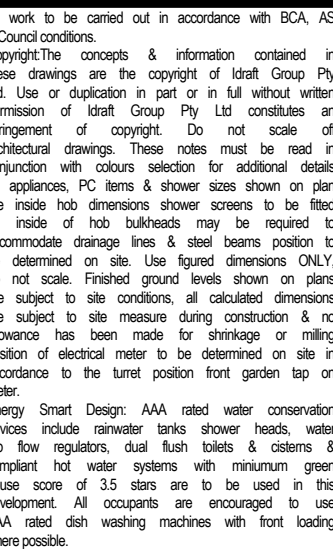 work to be carried out in accordance with BCA, AS
Council conditions.
opyright:The concepts & information contained in
ese drawings are the copyright of Idraft Group Pty
d. Use or duplication in part or in full without written
rmission of Idraft Group Pty Ltd constitutes an
ringement of copyright. Do not scale off
chitectural drawings. These notes must be read in
njunction with colours selection for additional details
appliances, PC items & shower sizes shown on plan
e inside hob dimensions shower screens to be fitted
inside of hob bulkheads may be required to
commodate drainage lines & steel beams position to
determined on site. Use figured dimensions ONLY,
not scale. Finished ground levels shown on plans
e subject to site conditions, all calculated dimensions
e subject to site measure during construction & no
owance has been made for shrinkage or milling
sition of electrical meter to be determined on site in
cordance to the turret position front garden tap on
eter.
ergy Smart Design: AAA rated water conservation
vices include rainwater tanks shower heads, water
p flow regulators, dual flush toilets & cisterns &
mpliant hot water systems with miniumum green
use score of 3.5 stars are to be used in this
velopment. All occupants are encouraged to use
AA rated dish washing machines with front loading
here possible.